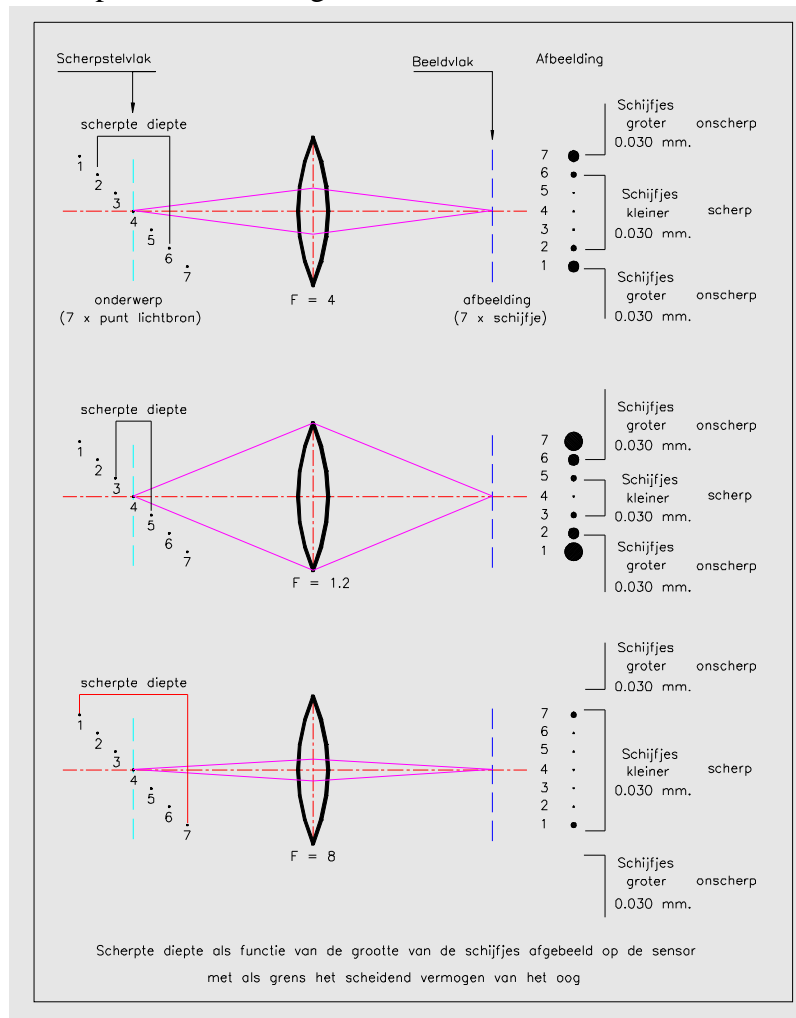 Scherpstelvlak
Beeldvlak
Afbeelding
scherpte diepte
1
2
3
4
5
6
7
onderwerp
(7 x punt lichtbron)
F = 4
afbeelding
(7 x schijfje)
7
6
5
4
3
2
1
Schijfjes
groter onscherp
0.030 mm.
Schijfjes
kleiner scherp
0.030 mm.
Schijfjes
groter onscherp
0.030 mm.
scherpte diepte
1
2
3
4
5
6
7
F = 1.2
7
6
5
4
3
2
1
Schijfjes
groter onscherp
0.030 mm.
Schijfjes
kleiner scherp
0.030 mm.
Schijfjes
groter onscherp
0.030 mm.
scherpte diepte
1
2
3
4
5
6
7
F = 8
7
6
5
4
3
2
1
Schijfjes
groter onscherp
0.030 mm.
Schijfjes
kleiner scherp
0.030 mm.
Schijfjes
groter onscherp
0.030 mm.
Scherpte diepte als functie van de grootte van de schijfjes afgebeeld op de sensor
met als grens het scheidend vermogen van het oog